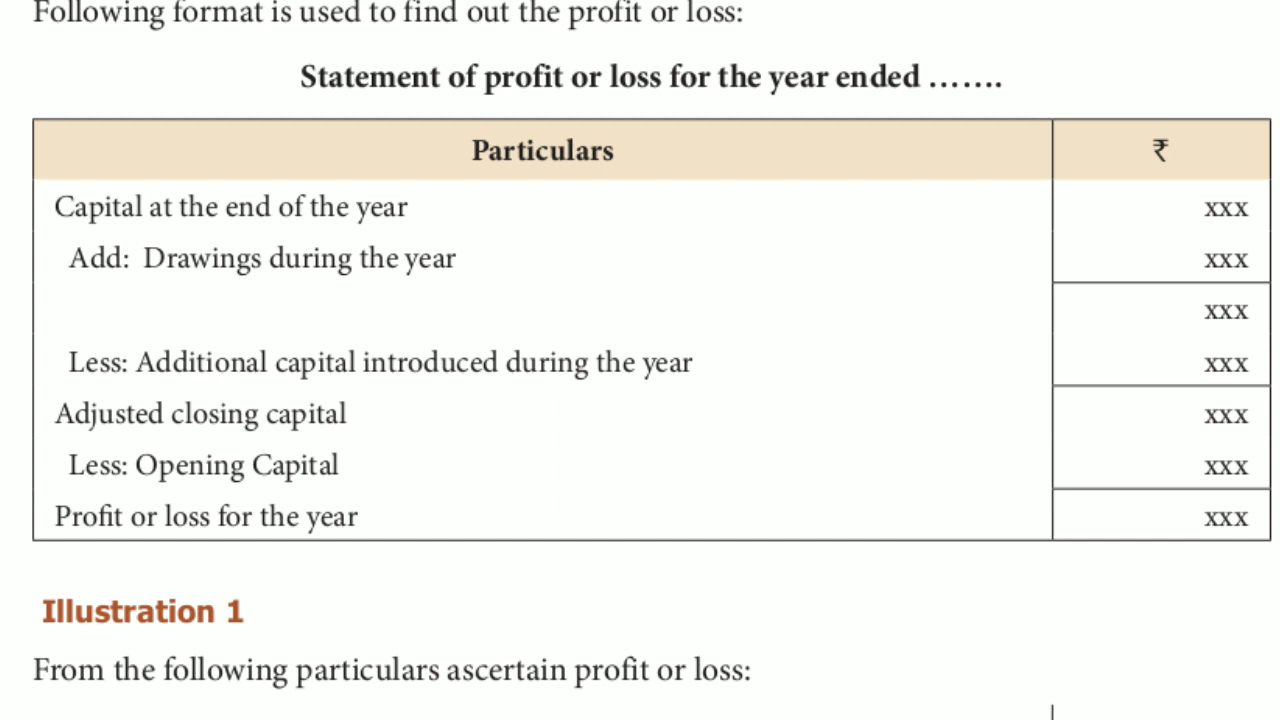 Following format is used to find out the profit or loss:
Statement of profit or loss for the year ended …….
Particulars ₹
Capital at the end of the year xxx
Add: Drawings during the year xxx
xxx
Less: Additional capital introduced during the year xxx
Adjusted closing capital xxx
Less: Opening Capital xxx
Profit or loss for the year xxx
Illustration 1
From the following particulars ascertain profit or loss: